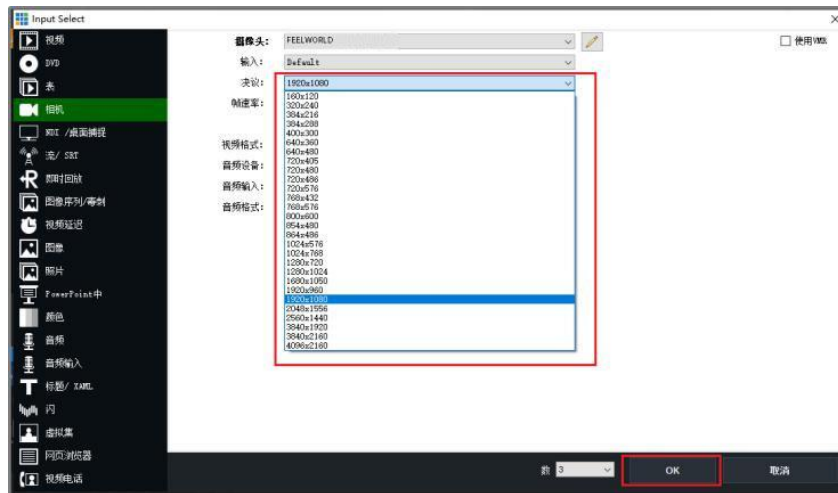 Input Select
视频
DVD
表
相机
NDI /桌面捕捉
流/ SRT
即时回放
图像序列/毒刺
视频延迟
图像
照片
PowerPoint中
颜色
音频
音频输入
标题/ XAML
闪
虚拟集
网页浏览器
视频电话
摄像头: FEELWORLD
输入: Default
决议: 1920x1080
帧速率:
视频格式:
音频设备:
音频输入:
音频格式:
160x120
320x240
384x216
384x288
400x300
640x360
640x480
720x405
720x480
720x486
720x576
768x432
768x576
800x600
854x480
864x486
1024x576
1024x768
1280x720
1280x1024
1680x1050
1920x960
1920x1080
2048x1556
2560x1440
3840x1920
3840x2160
4096x2160
使用VMIX
数 3
OK
取消